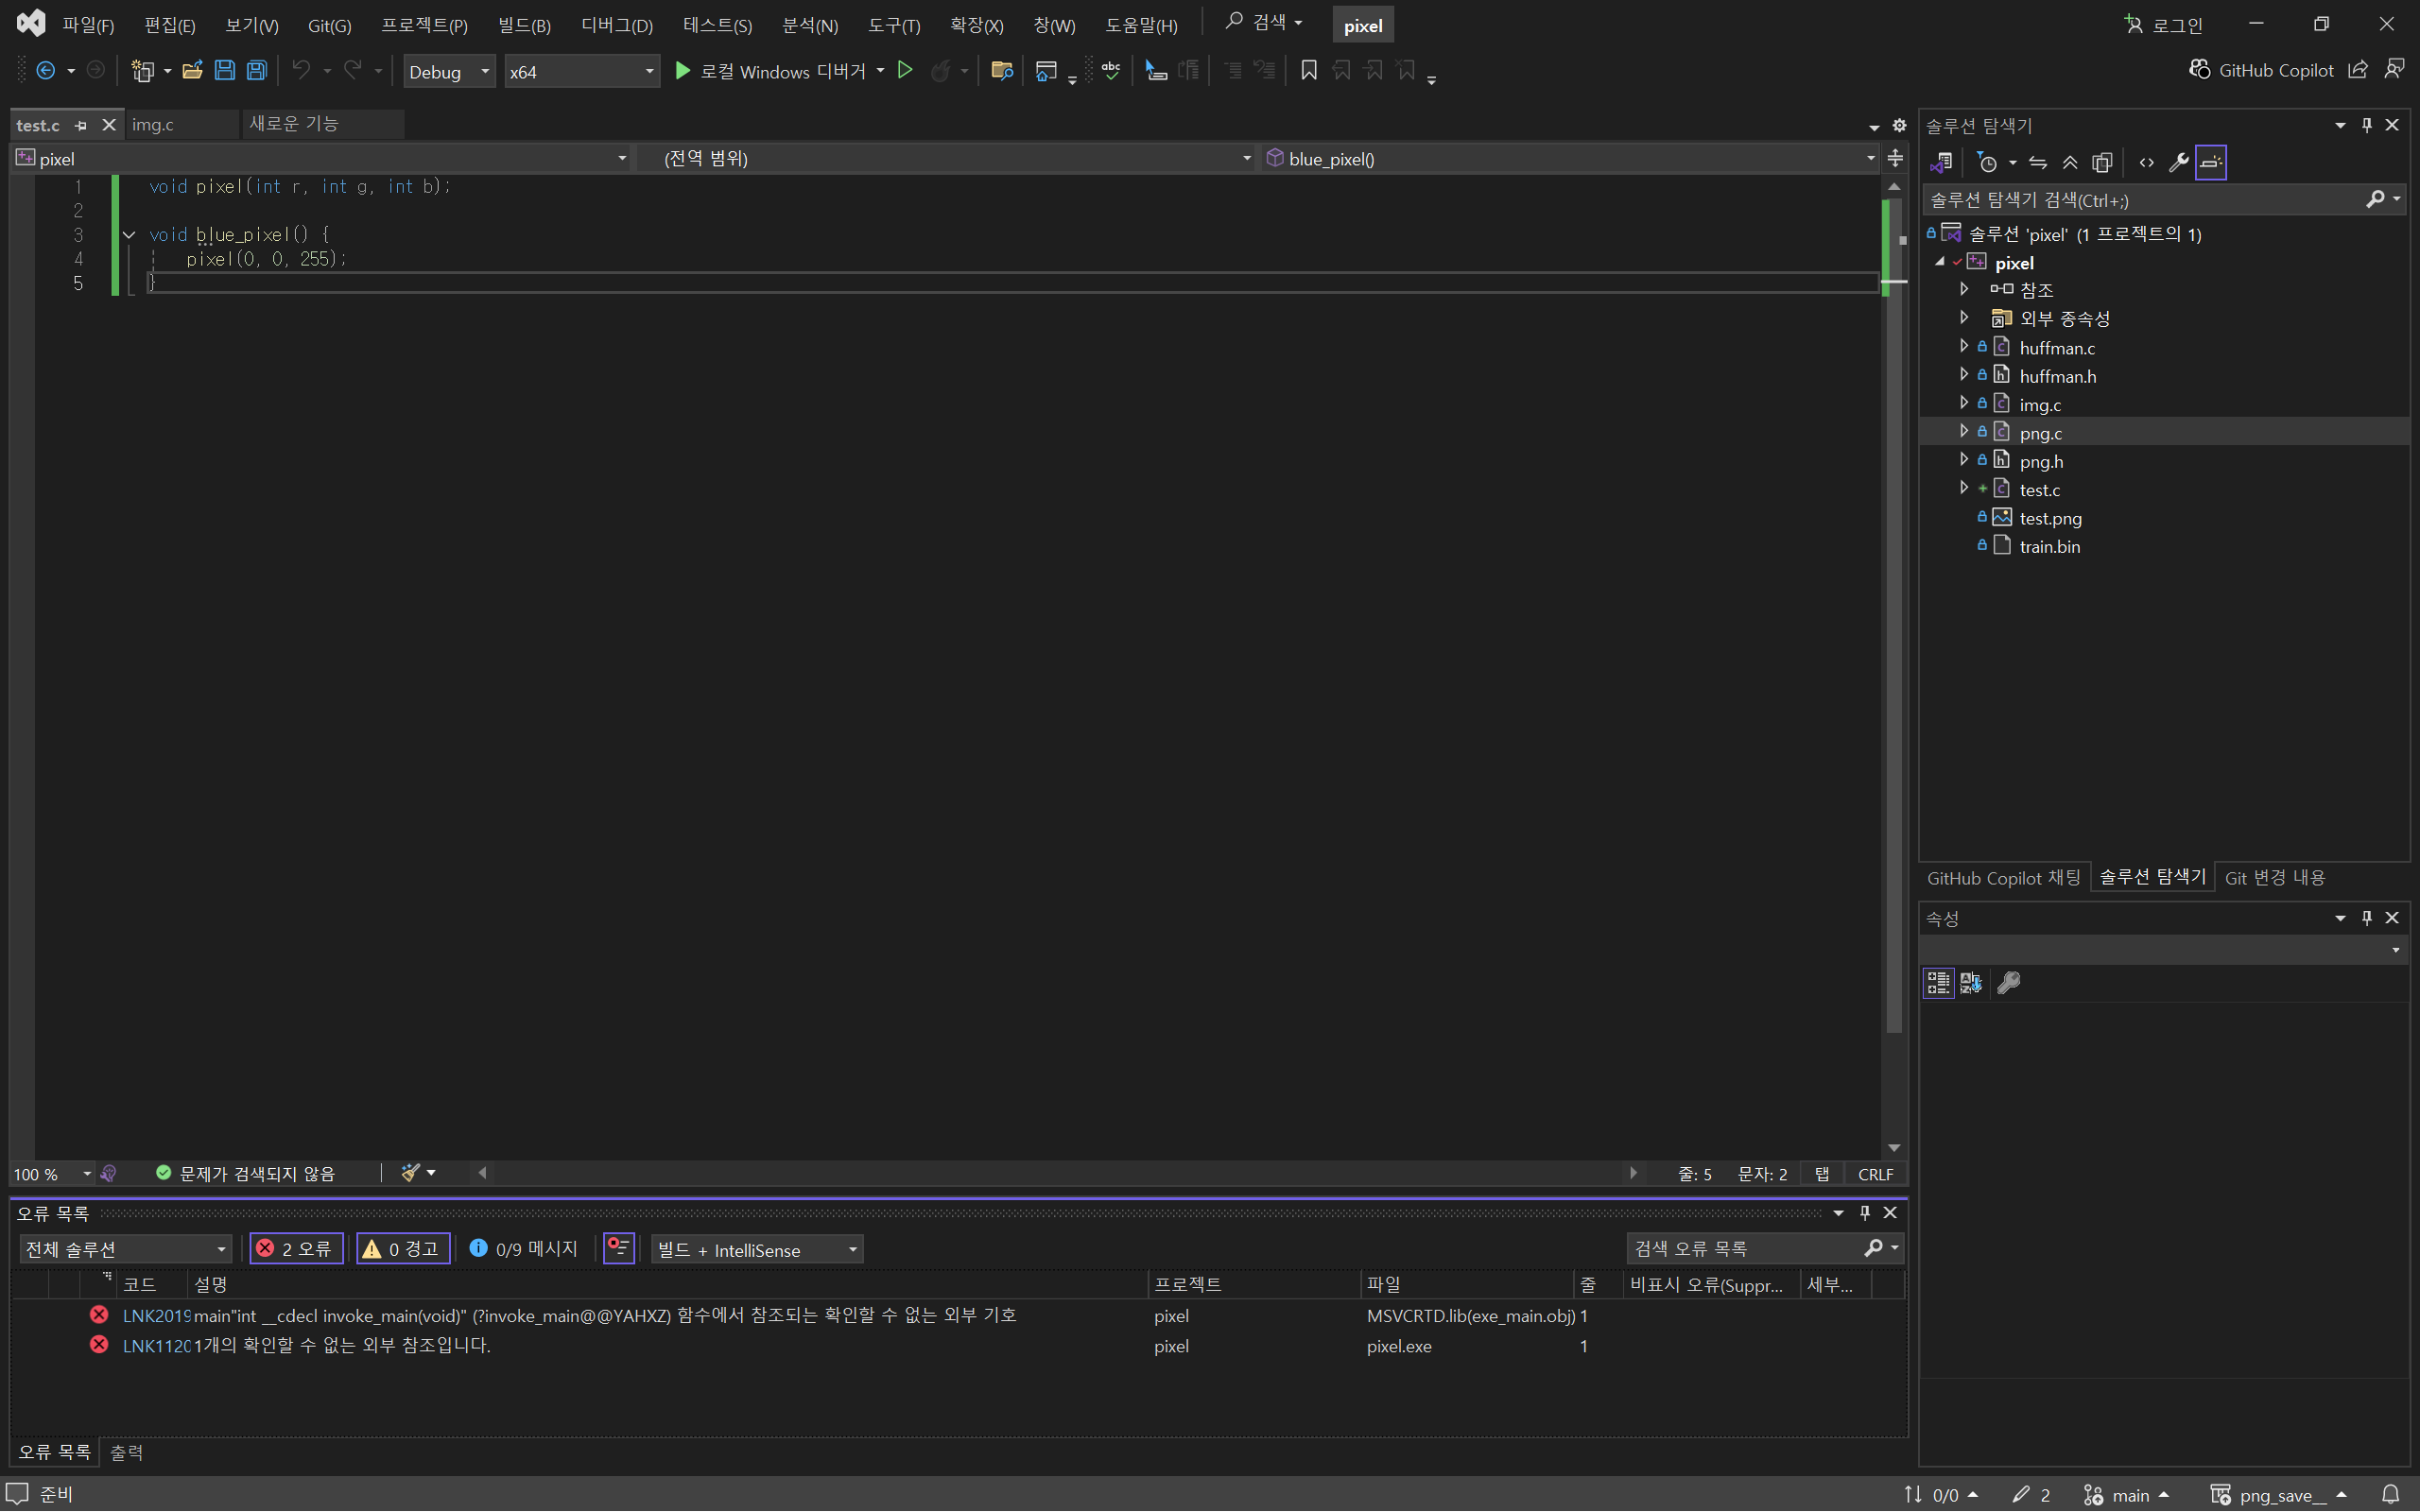 파일(F) 편집(E) 보기(V) Git(G) 프로젝트(P) 빌드(B) 디버그(D) 테스트(S) 분석(N) 도구(T) 확장(X) 창(W) 도움말(H) 검색 pixel 로그인
Debug x64 로컬 Windows 디버거 abc GitHub Copilot
test.c img.c 새로운 기능
pixel (전역 범위) blue_pixel()
1 void pixel(int r, int g, int b);
2
3 void blue_pixel() {
4 pixel(0, 0, 255);
5 }
솔루션 탐색기
솔루션 탐색기 검색(Ctrl+;)
솔루션 'pixel' (1 프로젝트의 1)
pixel
참조
외부 종속성
huffman.c
huffman.h
img.c
png.c
png.h
test.c
test.png
train.bin
GitHub Copilot 채팅 솔루션 탐색기 Git 변경 내용
속성
100 % 문제가 검색되지 않음 줄: 5 문자: 2 탭 CRLF
오류 목록
전체 솔루션 2 오류 0 경고 0/9 메시지 빌드 + IntelliSense 검색 오류 목록
코드 설명 프로젝트 파일 줄 비표시 오류(Suppr... 세부...
LNK2019 main"int __cdecl invoke_main(void)" (?invoke_main@@YAHXZ) 함수에서 참조되는 확인할 수 없는 외부 기호 pixel MSVCRTD.lib(exe_main.obj) 1
LNK1120 1개의 확인할 수 없는 외부 참조입니다. pixel pixel.exe 1
오류 목록 출력
준비 0/0 2 main png_save__